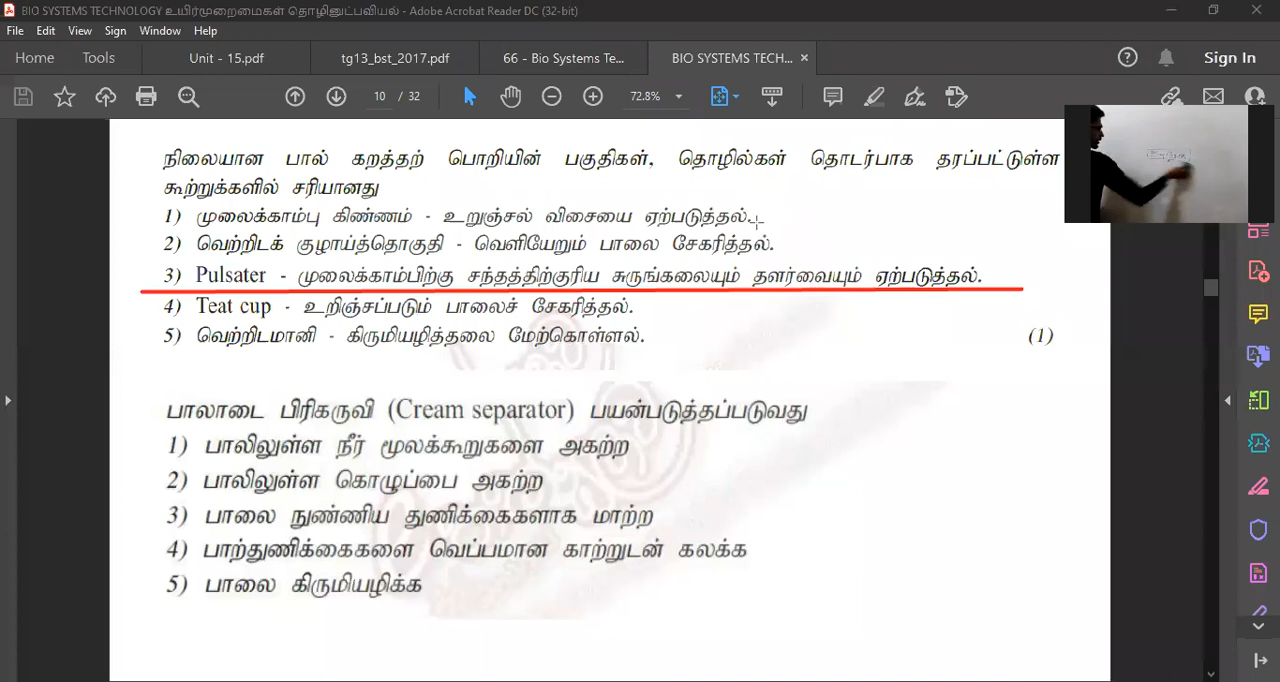 BIO SYSTEMS TECHNOLOGY உயிர்முறைமைகள் தொழினுட்பவியல் - Adobe Acrobat Reader DC (32-bit)
File Edit View Sign Window Help
Home Tools Unit - 15.pdf tg13_bst_2017.pdf 66 - Bio Systems Te... BIO SYSTEMS TECH... × Sign In
10 / 32 72.8%
நிலையான பால் கறத்தற் பொறியின் பகுதிகள், தொழில்கள் தொடர்பாக தரப்பட்டுள்ள
கூற்றுக்களில் சரியானது
1) முலைக்காம்பு கிண்ணம் - உறுஞ்சல் விசையை ஏற்படுத்தல்.
2) வெற்றிடக் குழாய்த்தொகுதி - வெளியேறும் பாலை சேகரித்தல்.
3) Pulsater - முலைக்காம்பிற்கு சந்தத்திற்குரிய சுருங்கலையும் தளர்வையும் ஏற்படுத்தல்.
4) Teat cup - உறிஞ்சப்படும் பாலைச் சேகரித்தல்.
5) வெற்றிடமானி - கிருமியழித்தலை மேற்கொள்ளல். (1)
பாலாடை பிரிகருவி (Cream separator) பயன்படுத்தப்படுவது
1) பாலிலுள்ள நீர் மூலக்கூறுகளை அகற்ற
2) பாலிலுள்ள கொழுப்பை அகற்ற
3) பாலை நுண்ணிய துணிக்கைகளாக மாற்ற
4) பாற்துணிக்கைகளை வெப்பமான காற்றுடன் கலக்க
5) பாலை கிருமியழிக்க